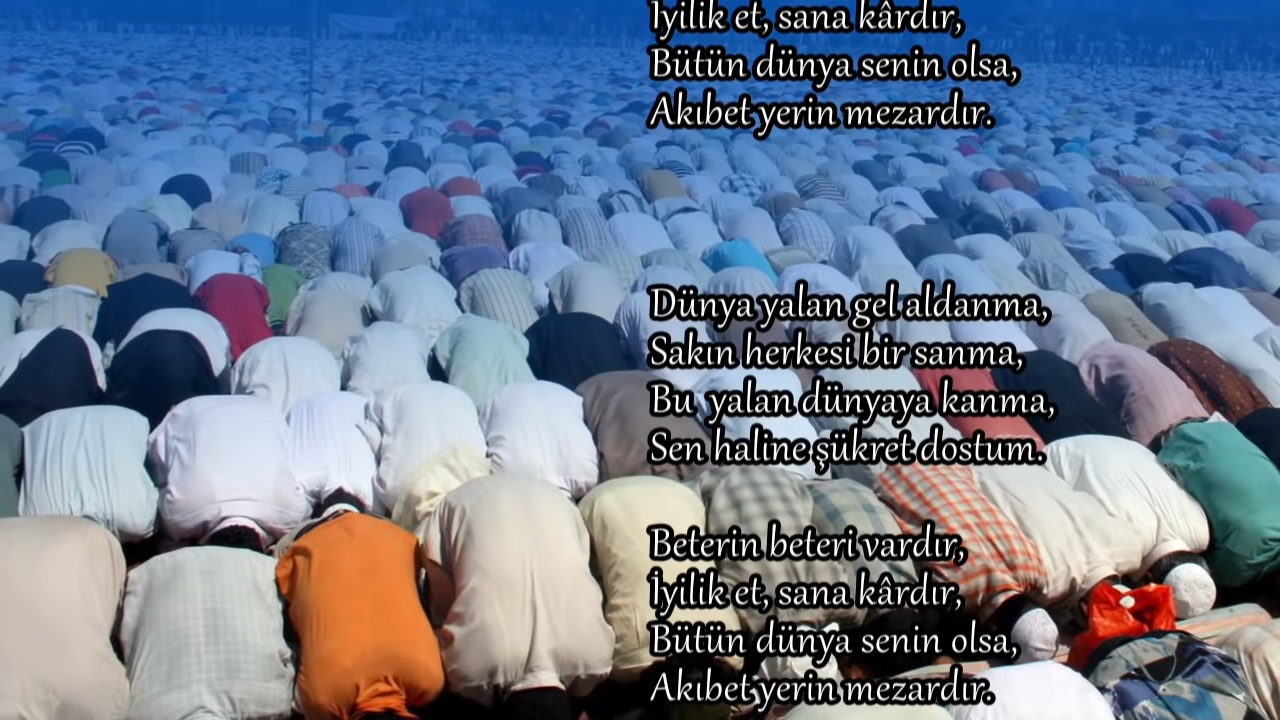 İyilik et, sana kârdır,
Bütün dünya senin olsa,
Akıbet yerin mezardır.
Dünya yalan gel aldanma,
Sakın herkesi bir sanma,
Bu yalan dünyaya kanma,
Sen haline şükret dostum.
Beterin beteri vardır,
İyilik et, sana kârdır,
Bütün dünya senin olsa,
Akıbet yerin mezardır.